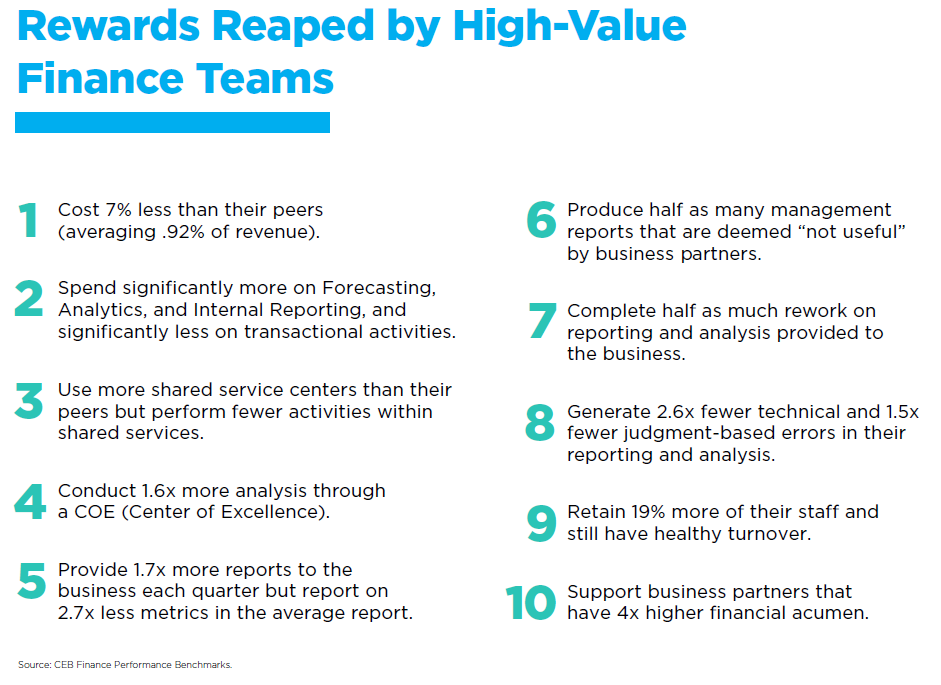 Rewards Reaped by High-Value
Finance Teams
1
Cost 7% less than their peers
(averaging .92% of revenue).
2
Spend significantly more on Forecasting,
Analytics, and Internal Reporting, and
significantly less on transactional activities.
3
Use more shared service centers than their
peers but perform fewer activities within
shared services.
4
Conduct 1.6x more analysis through
a COE (Center of Excellence).
5
Provide 1.7x more reports to the
business each quarter but report on
2.7x less metrics in the average report.
6
Produce half as many management
reports that are deemed “not useful”
by business partners.
7
Complete half as much rework on
reporting and analysis provided to
the business.
8
Generate 2.6x fewer technical and 1.5x
fewer judgment-based errors in their
reporting and analysis.
9
Retain 19% more of their staff and
still have healthy turnover.
10
Support business partners that
have 4x higher financial acumen.
Source: CEB Finance Performance Benchmarks.